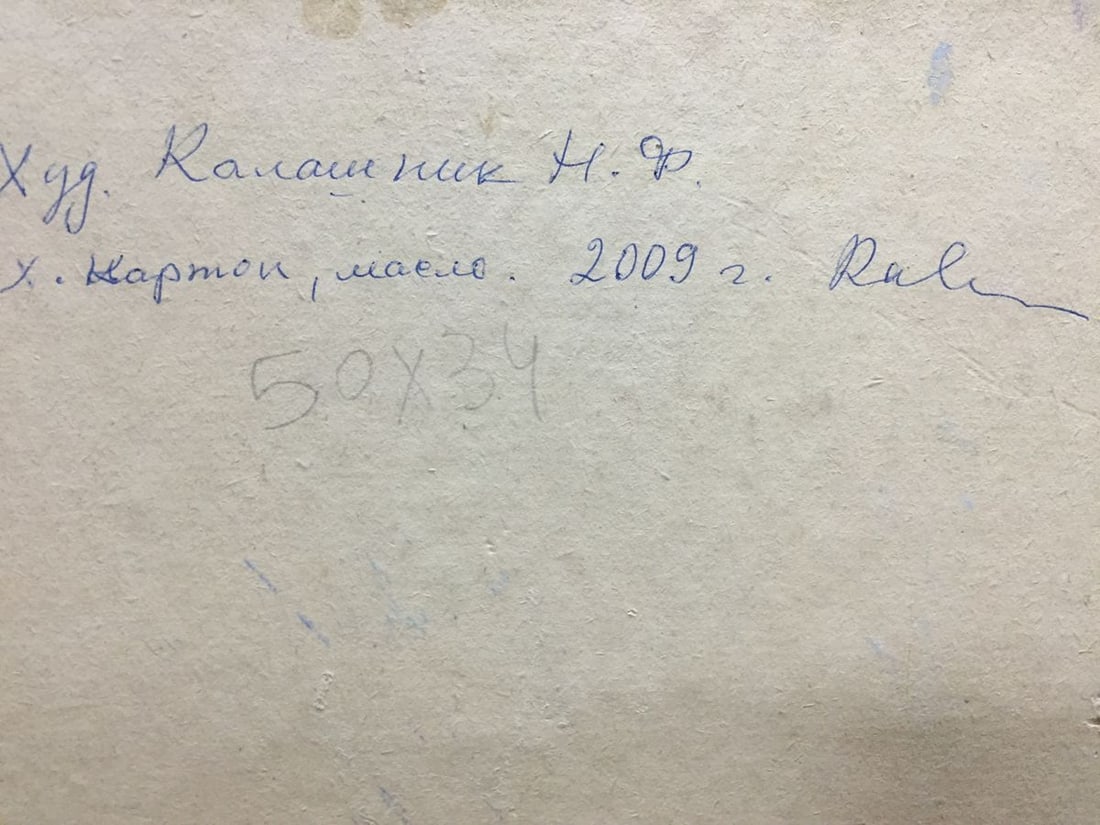 Худ. Калашник Н. Ф.
х. картон, масло. 2009 г.
50х34